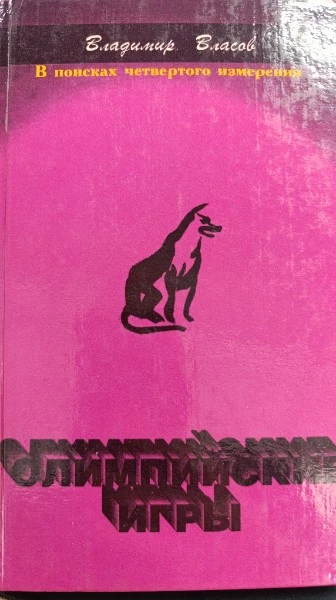 Владимир Власов
В поисках четвертого измерения
ОЛИМПИЙСКИЕ
ИГРЫ